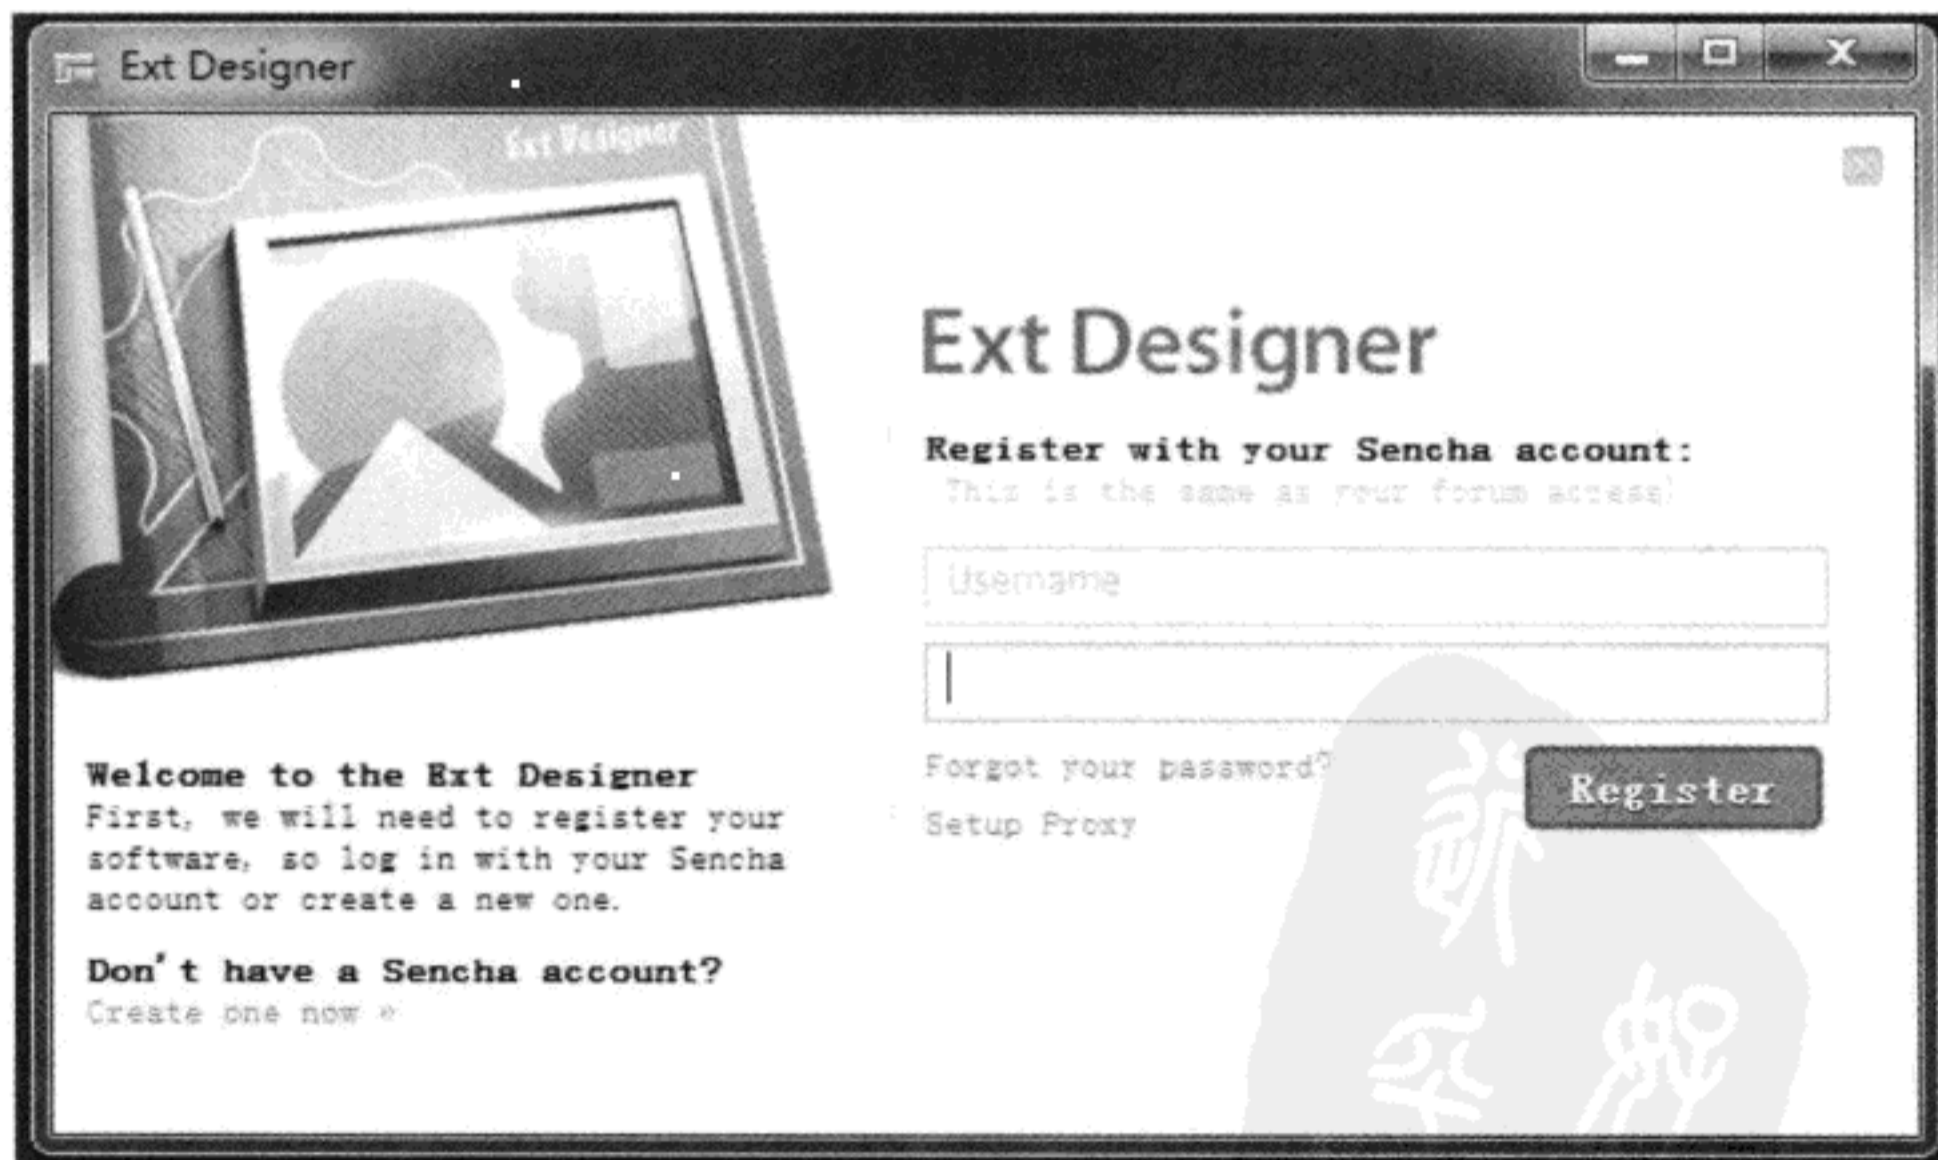 Ext Designer
Ext Designer
Ext Designer
Register with your Sencha account:
This is the same as your forum access)
Username
Forgot your password?
Register
Setup Proxy
Welcome to the Ext Designer
First, we will need to register your
software, so log in with your Sencha
account or create a new one.
Don't have a Sencha account?
Create one now »